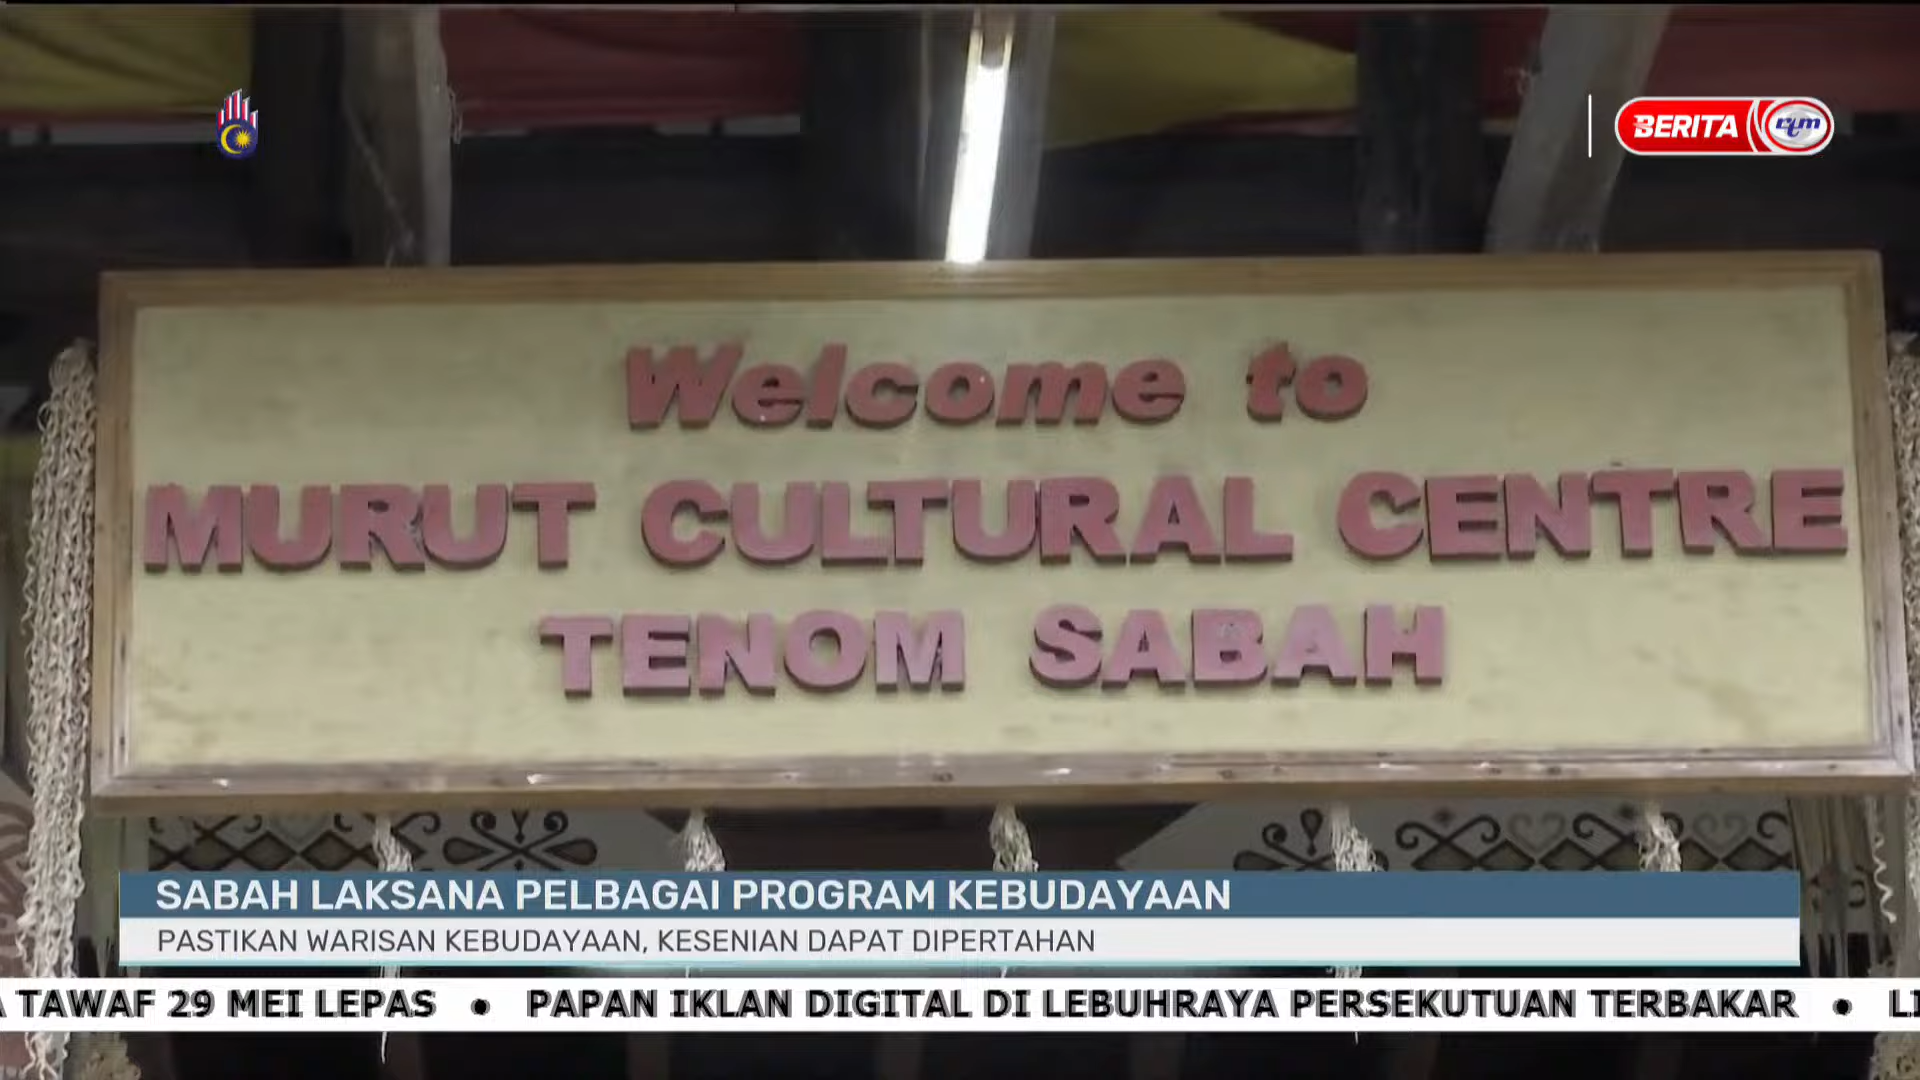 BERITA rtm
Welcome to
MURUT CULTURAL CENTRE
TENOM SABAH
SABAH LAKSANA PELBAGAI PROGRAM KEBUDAYAAN
PASTIKAN WARISAN KEBUDAYAAN, KESENIAN DAPAT DIPERTAHAN
TAWAF 29 MEI LEPAS • PAPAN IKLAN DIGITAL DI LEBUHRAYA PERSEKUTUAN TERBAKAR •